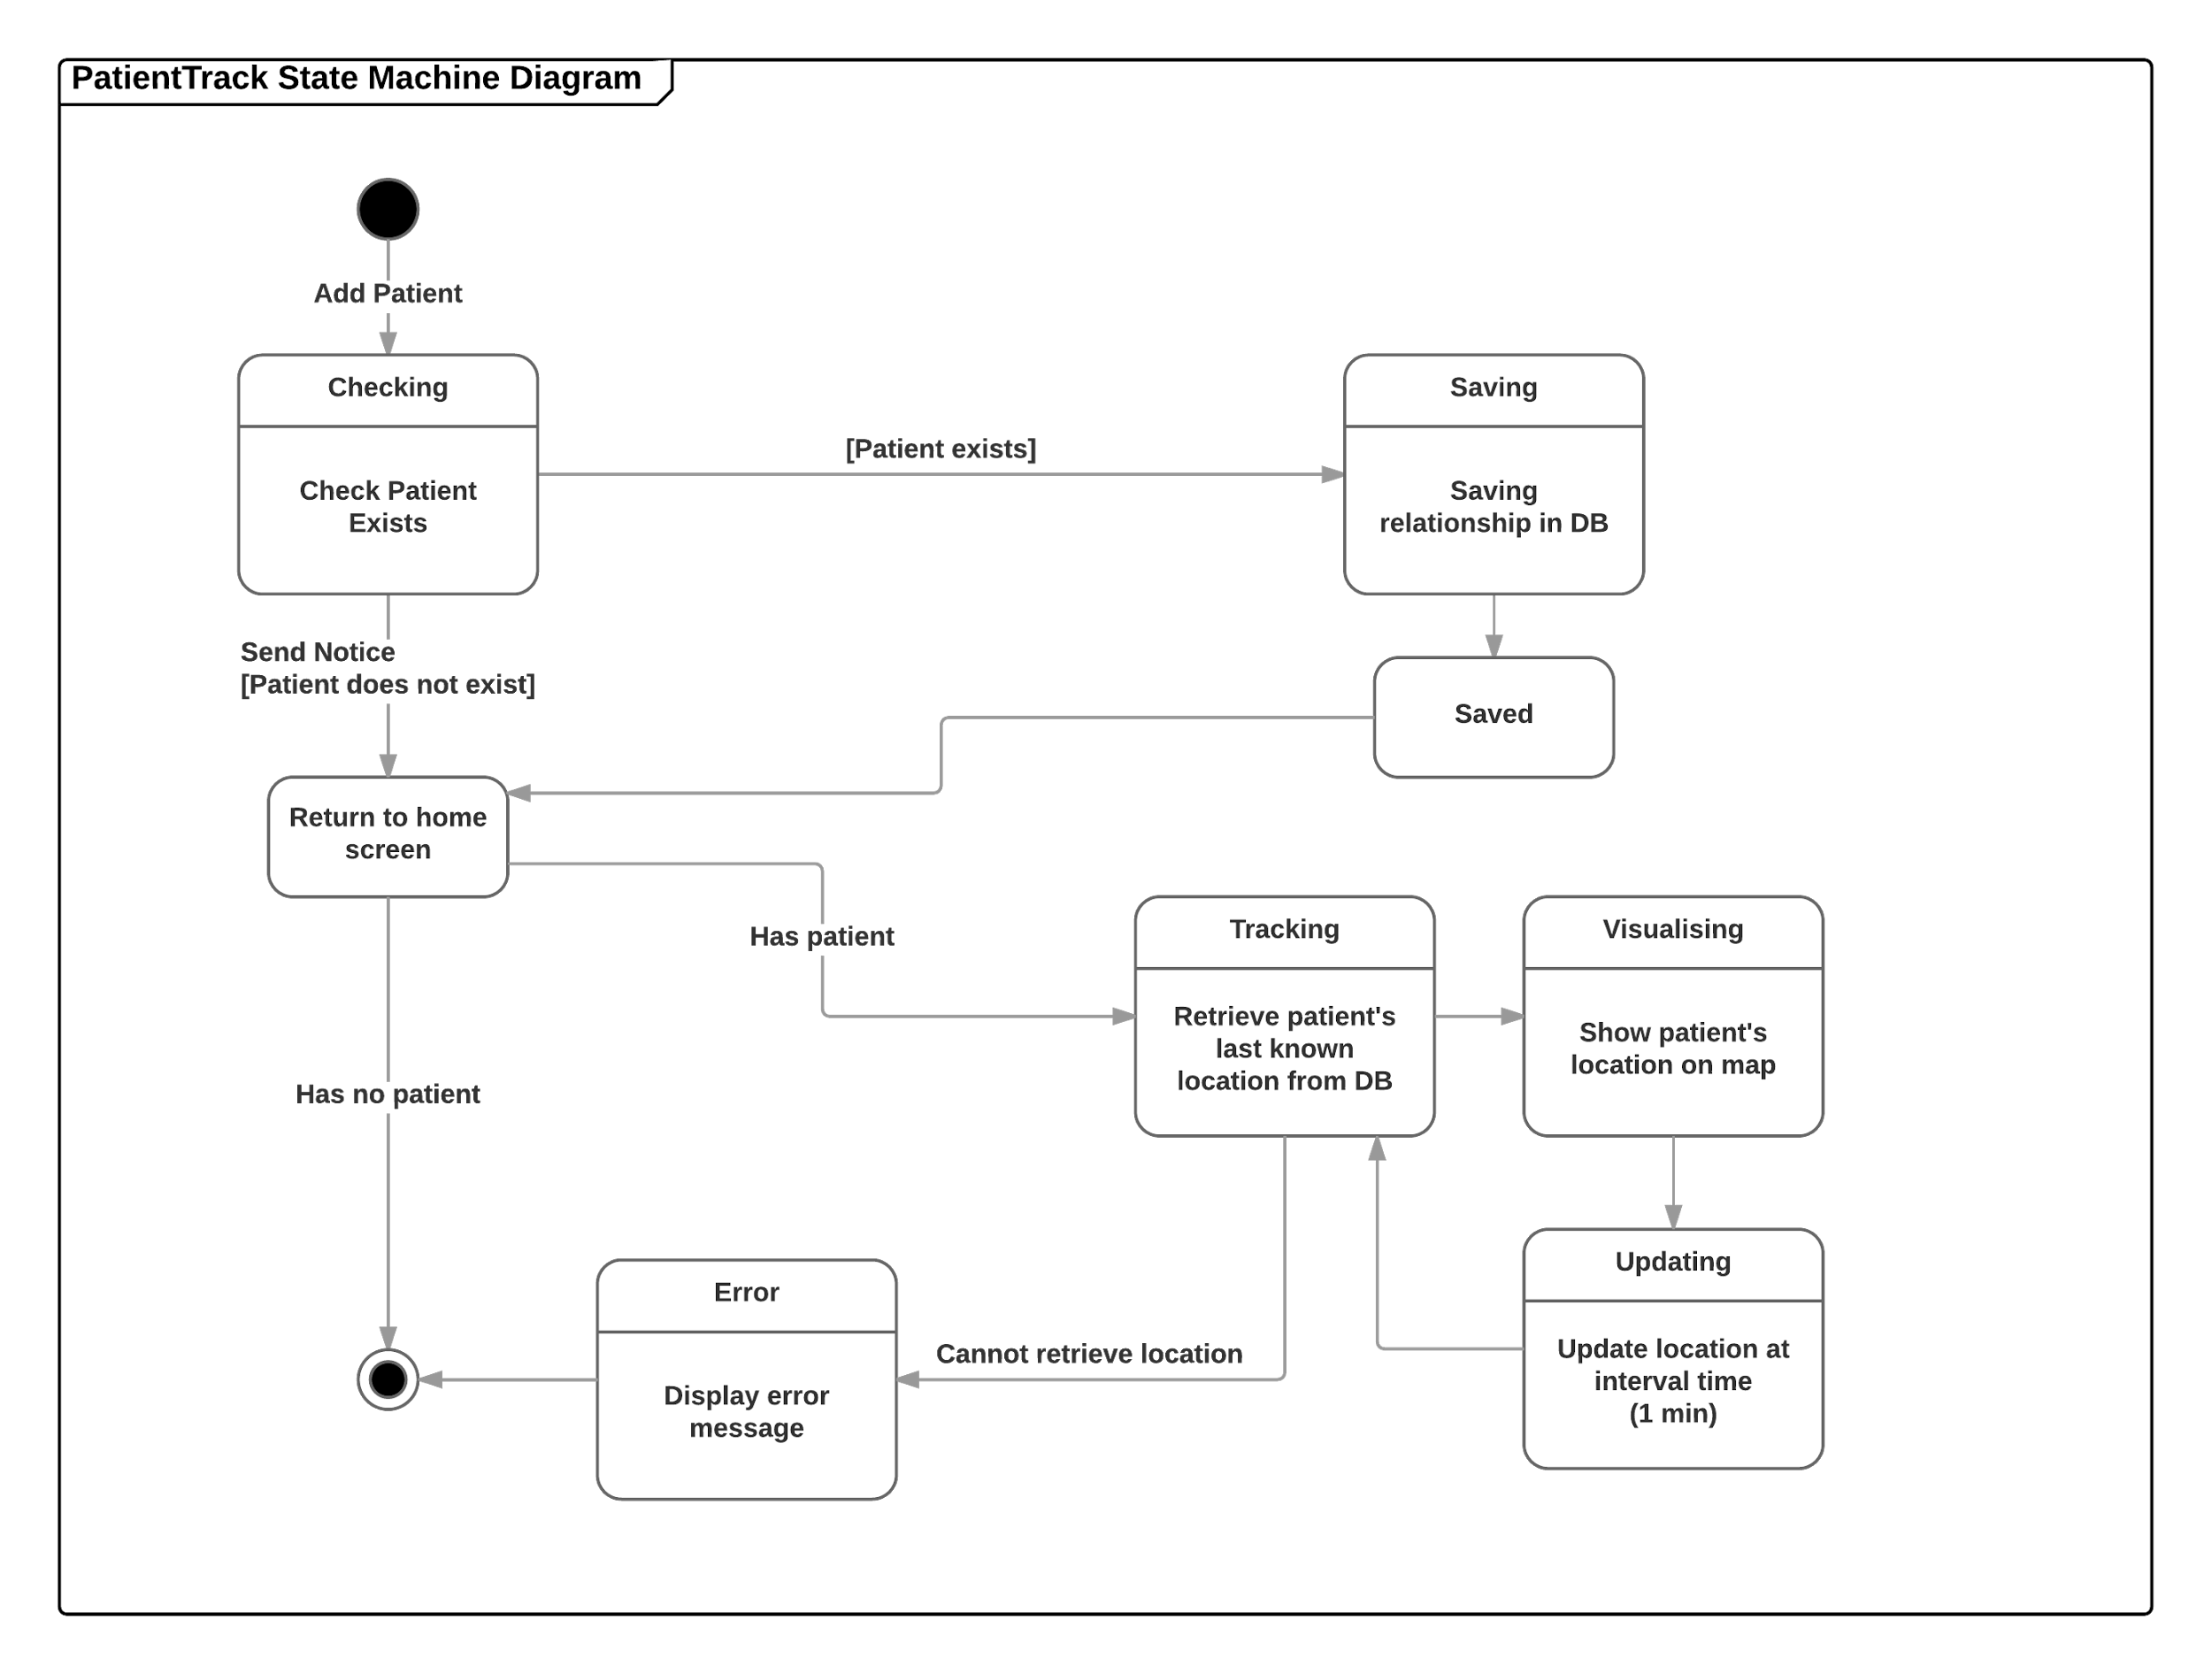 PatientTrack State Machine Diagram
Add Patient
Checking
Check Patient
Exists
[Patient exists]
Saving
Saving
relationship in DB
Send Notice
[Patient does not exist]
Saved
Return to home
screen
Has patient
Tracking
Retrieve patient's
last known
location from DB
Visualising
Show patient's
location on map
Has no patient
Updating
Update location at
interval time
(1 min)
Error
Display error
message
Cannot retrieve location